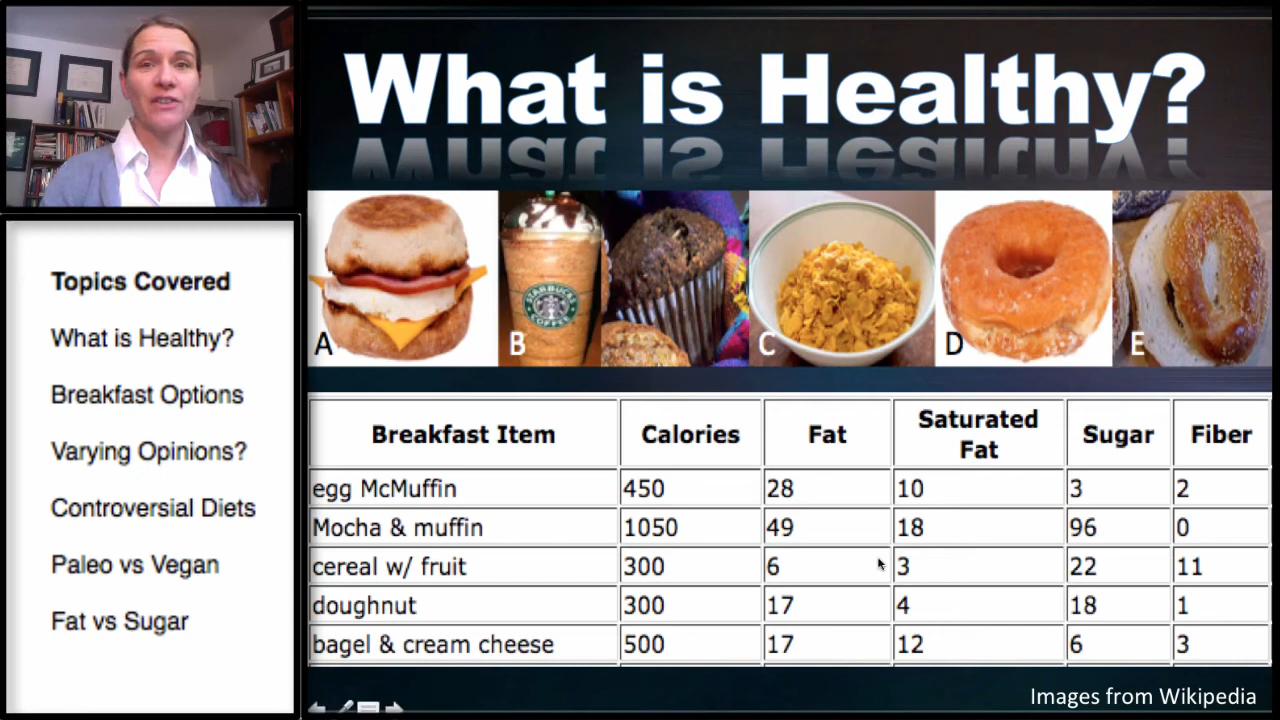 What is Healthy?
Topics Covered
What is Healthy?
Breakfast Options
Varying Opinions?
Controversial Diets
Paleo vs Vegan
Fat vs Sugar
A B C D E
STARBUCKS
COFFEE
Breakfast Item Calories Fat Saturated Fat Sugar Fiber
egg McMuffin 450 28 10 3 2
Mocha & muffin 1050 49 18 96 0
cereal w/ fruit 300 6 3 22 11
doughnut 300 17 4 18 1
bagel & cream cheese 500 17 12 6 3
Images from Wikipedia